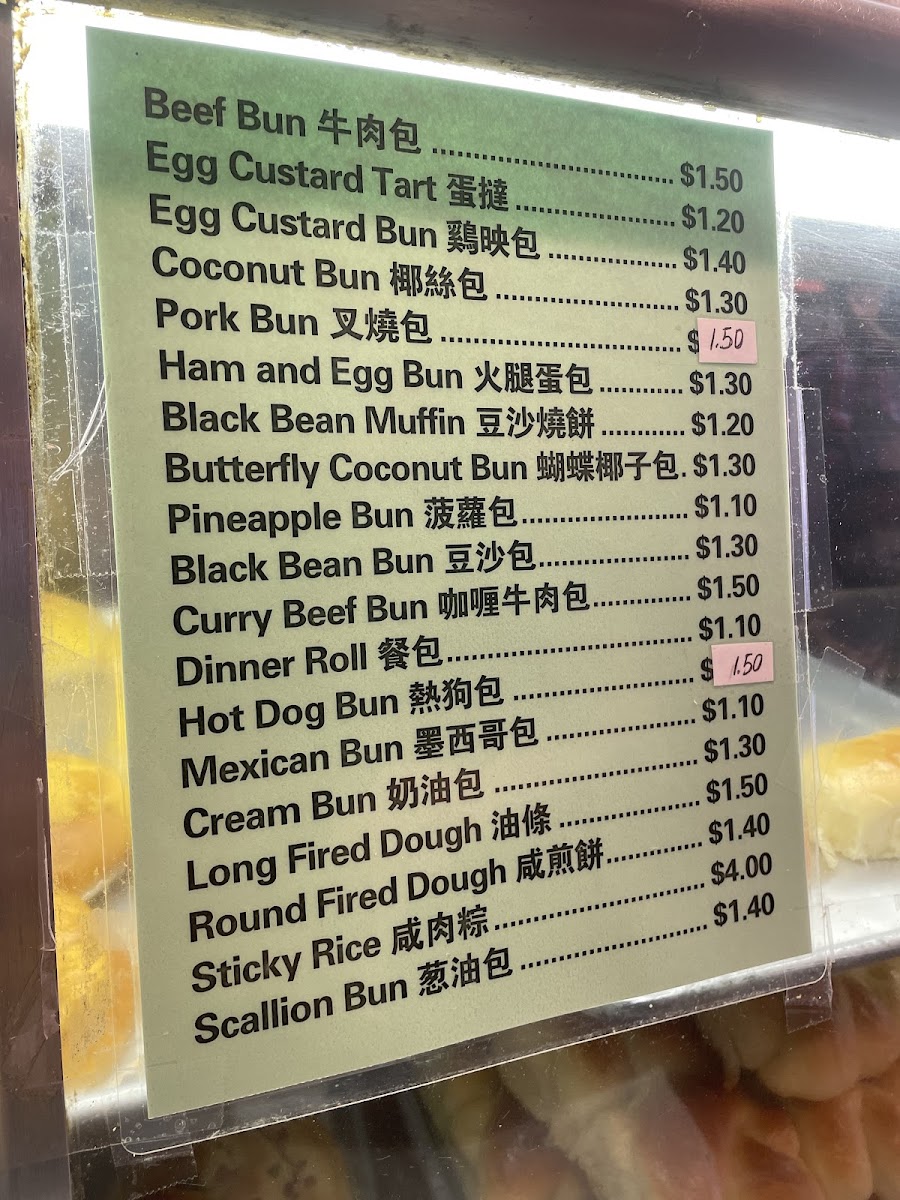 Beef Bun 牛肉包 ........................ $1.50
Egg Custard Tart 蛋撻 ........................ $1.20
Egg Custard Bun 鷄映包 ........................ $1.40
Coconut Bun 椰絲包 ........................ $1.30
Pork Bun 叉燒包 ........................ $ 1.50
Ham and Egg Bun 火腿蛋包 ............ $1.30
Black Bean Muffin 豆沙燒餅 ............ $1.20
Butterfly Coconut Bun 蝴蝶椰子包. $1.30
Pineapple Bun 菠蘿包........................ $1.10
Black Bean Bun 豆沙包...................... $1.30
Curry Beef Bun 咖喱牛肉包.............. $1.50
Dinner Roll 餐包................................ $1.10
Hot Dog Bun 熱狗包 ........................ $ 1.50
Mexican Bun 墨西哥包 ...................... $1.10
Cream Bun 奶油包 ............................ $1.30
Long Fired Dough 油條 .................... $1.50
Round Fired Dough 咸煎餅.............. $1.40
Sticky Rice 咸肉粽............................ $4.00
Scallion Bun 葱油包 .......................... $1.40